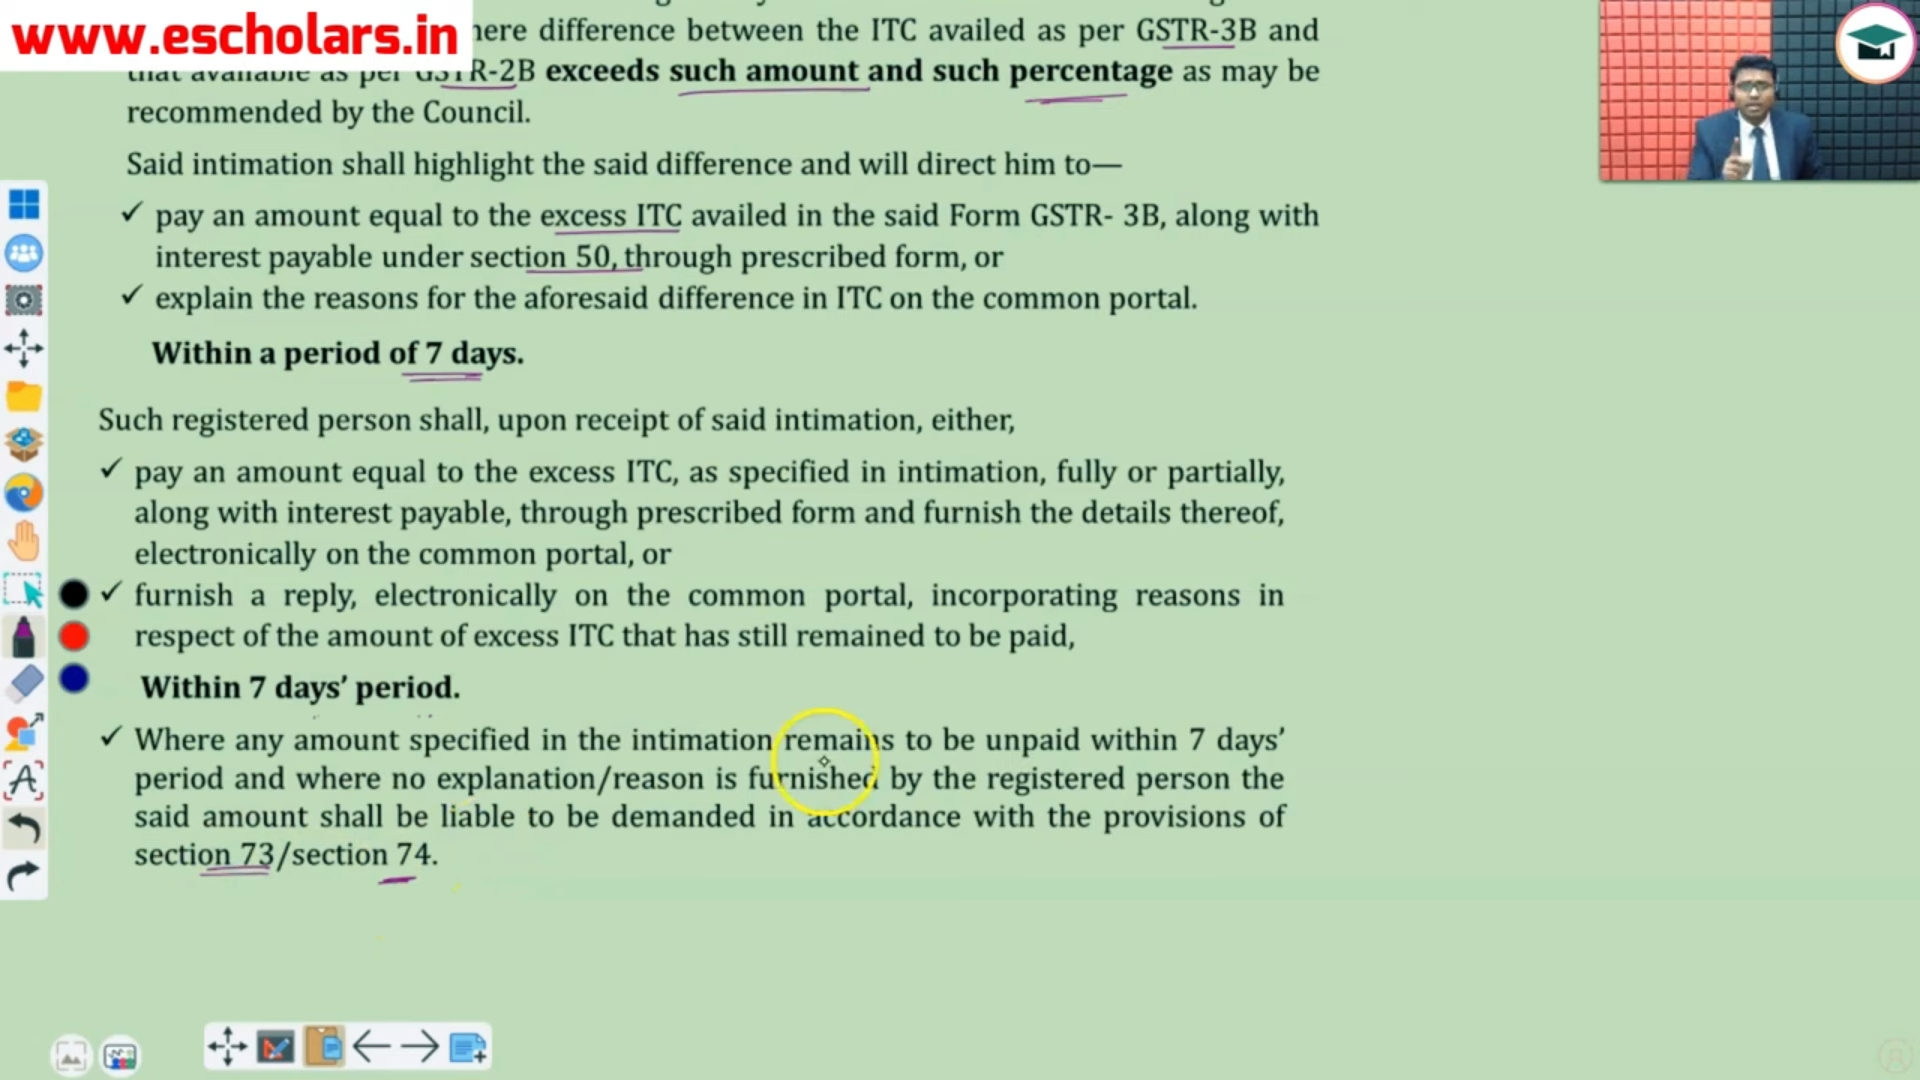 www.escholars.in
here difference between the ITC availed as per GSTR-3B and
that available as per GSTR-2B exceeds such amount and such percentage as may be
recommended by the Council.
Said intimation shall highlight the said difference and will direct him to—
✓ pay an amount equal to the excess ITC availed in the said Form GSTR- 3B, along with
interest payable under section 50, through prescribed form, or
✓ explain the reasons for the aforesaid difference in ITC on the common portal.
Within a period of 7 days.
Such registered person shall, upon receipt of said intimation, either,
✓ pay an amount equal to the excess ITC, as specified in intimation, fully or partially,
along with interest payable, through prescribed form and furnish the details thereof,
electronically on the common portal, or
✓ furnish a reply, electronically on the common portal, incorporating reasons in
respect of the amount of excess ITC that has still remained to be paid,
Within 7 days’ period.
✓ Where any amount specified in the intimation remains to be unpaid within 7 days’
period and where no explanation/reason is furnished by the registered person the
said amount shall be liable to be demanded in accordance with the provisions of
section 73/section 74.